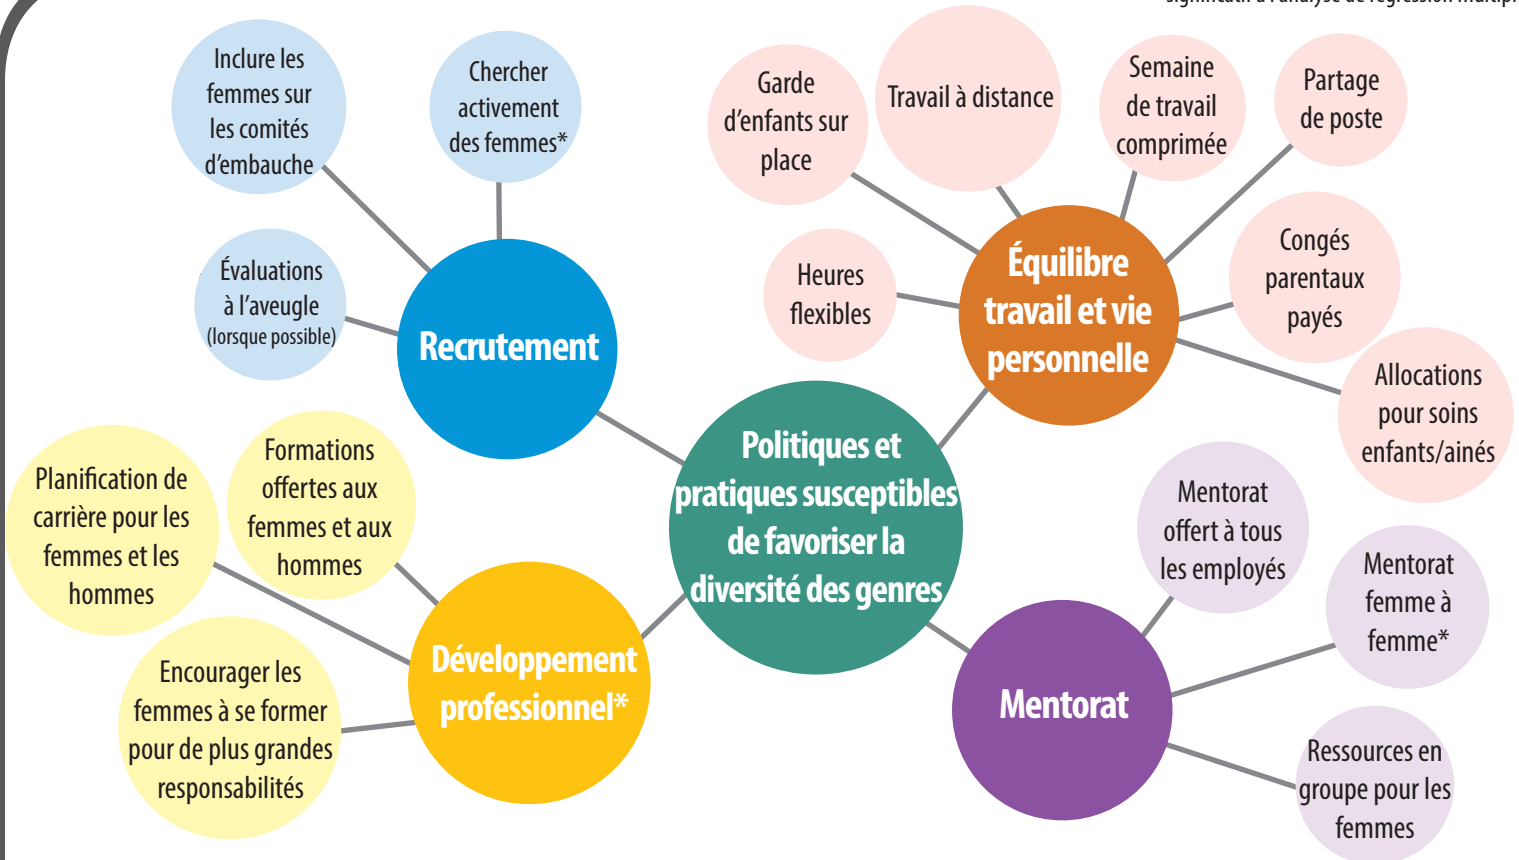 significatif à l'analyse de régression
Inclure les
femmes sur
les comités
d'embauche
Chercher
activement
des femmes*
Évaluations
à l'aveugle
(lorsque possible)
Recrutement
Garde
d'enfants sur
place
Travail à distance
Semaine
de travail
comprimée
Partage
de poste
Heures
flexibles
Équilibre
travail et vie
personnelle
Congés
parentaux
payés
Allocations
pour soins
enfants/ainés
Politiques et
pratiques susceptibles
de favoriser la
diversité des genres
Planification de
carrière pour les
femmes et les
hommes
Formations
offertes aux
femmes et aux
hommes
Encourager les
femmes à se former
pour de plus grandes
responsabilités
Développement
professionnel*
Mentorat
Mentorat
offert à tous
les employés
Mentorat
femme à
femme*
Ressources en
groupe pour les
femmes